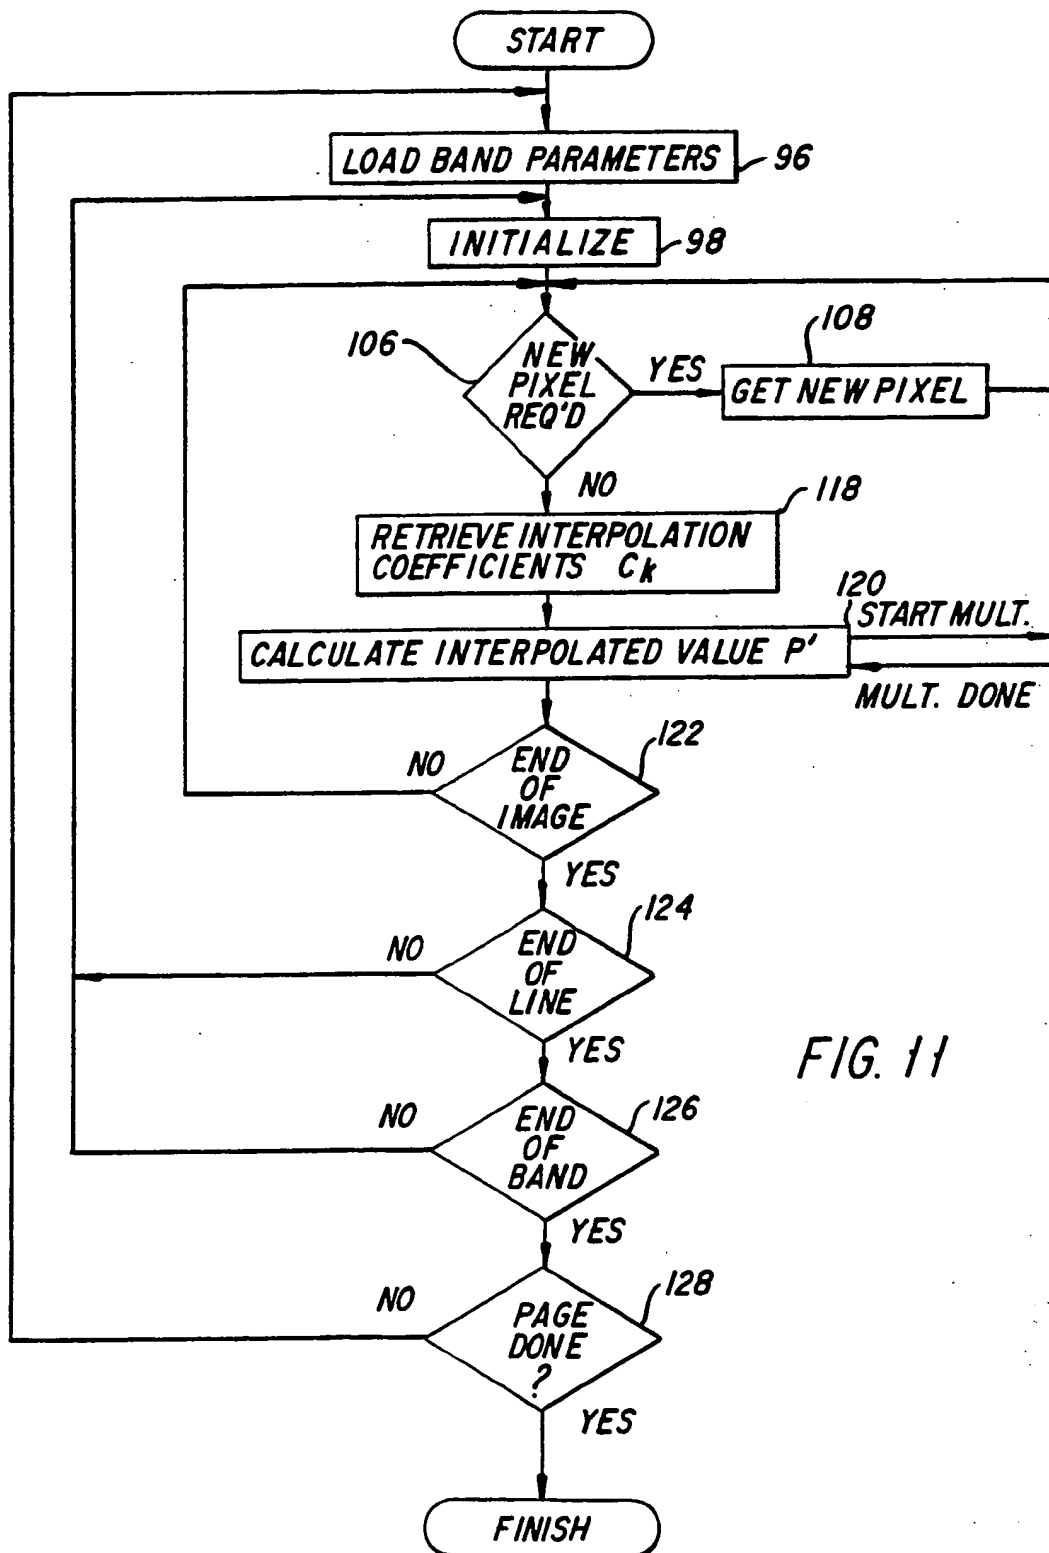 START
LOAD BAND PARAMETERS
96
INITIALIZE
98
106
NEW
PIXEL
REQ'D
YES
108
GET NEW PIXEL
NO
118
RETRIEVE INTERPOLATION
COEFFICIENTS Ck
120
START MULT.
CALCULATE INTERPOLATED VALUE P'
MULT. DONE
122
NO
END
OF
IMAGE
YES
124
NO
END
OF
LINE
YES
FIG. 11
126
NO
END
OF
BAND
YES
128
NO
PAGE
DONE
?
YES
FINISH